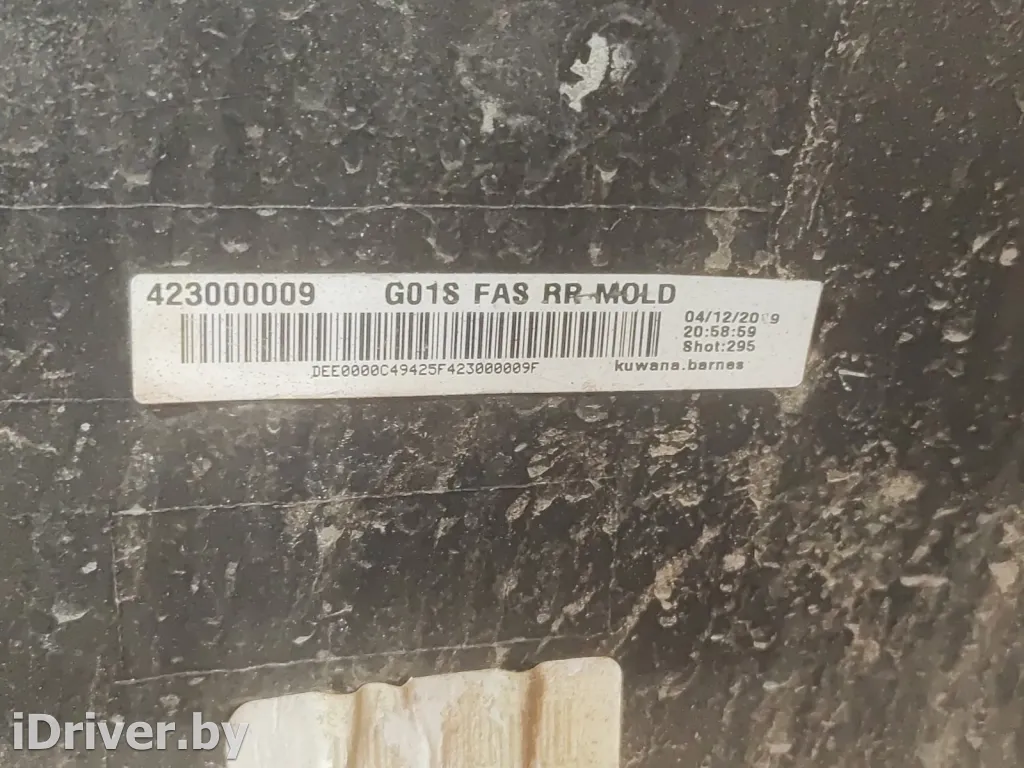 423000009 G01S FAS RR MOLD
04/12/2019
20:58:59
Shot:295
DEE0000C49425F423000009F
kuwana.barnes
iDriver.by